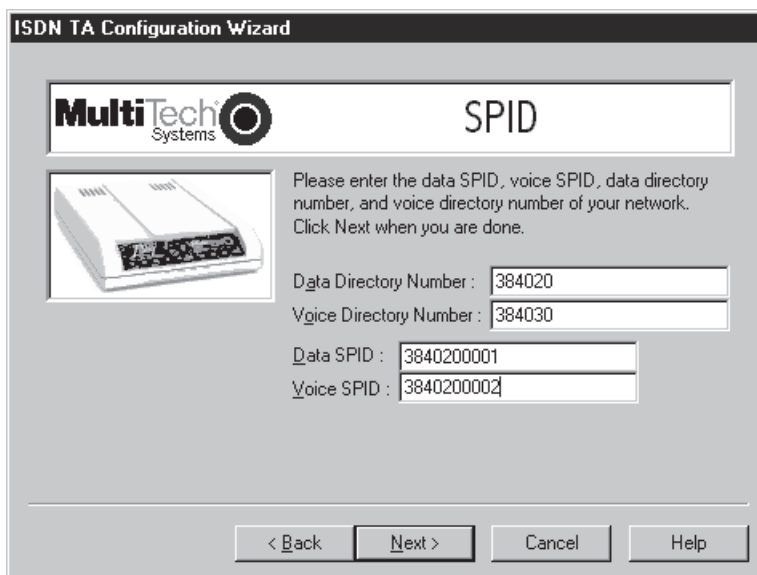 ISDN TA Configuration Wizard
MultiTech
Systems
SPID
Please enter the data SPID, voice SPID, data directory
number, and voice directory number of your network.
Click Next when you are done.
Data Directory Number : 384020
Voice Directory Number : 384030
Data SPID : 3840200001
Voice SPID : 3840200002
< Back Next > Cancel Help